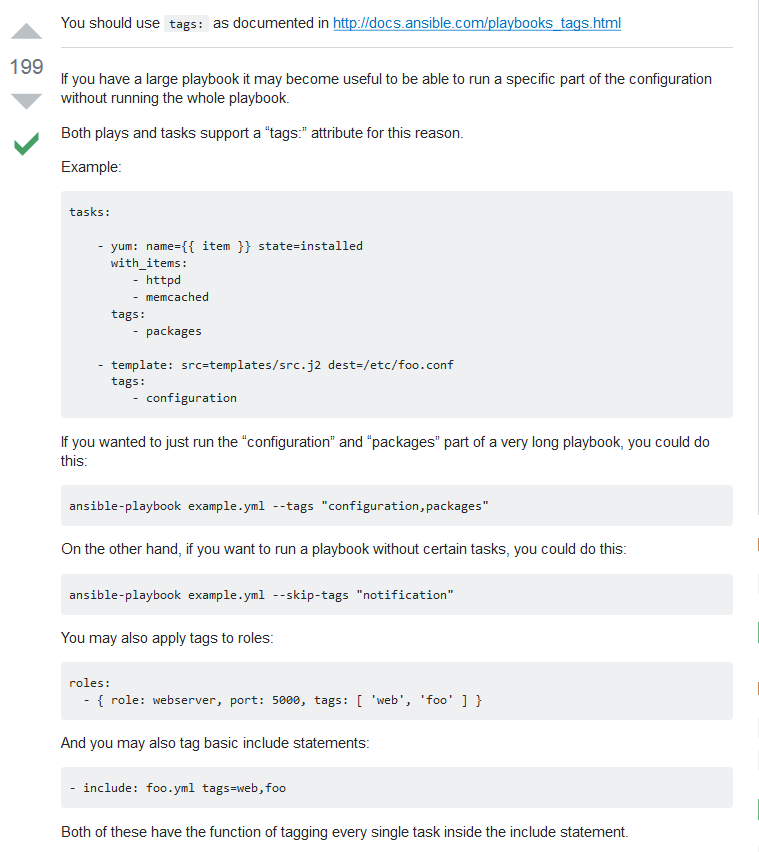 You should use tags: as documented in http://docs.ansible.com/playbooks_tags.html
199
If you have a large playbook it may become useful to be able to run a specific part of the configuration
without running the whole playbook.
Both plays and tasks support a “tags:” attribute for this reason.
Example:
tasks:
    - yum: name={{ item }} state=installed
      with_items:
         - httpd
         - memcached
      tags:
         - packages
    - template: src=templates/src.j2 dest=/etc/foo.conf
      tags:
         - configuration
If you wanted to just run the “configuration” and “packages” part of a very long playbook, you could do
this:
ansible-playbook example.yml --tags "configuration,packages"
On the other hand, if you want to run a playbook without certain tasks, you could do this:
ansible-playbook example.yml --skip-tags "notification"
You may also apply tags to roles:
roles:
  - { role: webserver, port: 5000, tags: [ 'web', 'foo' ] }
And you may also tag basic include statements:
- include: foo.yml tags=web,foo
Both of these have the function of tagging every single task inside the include statement.